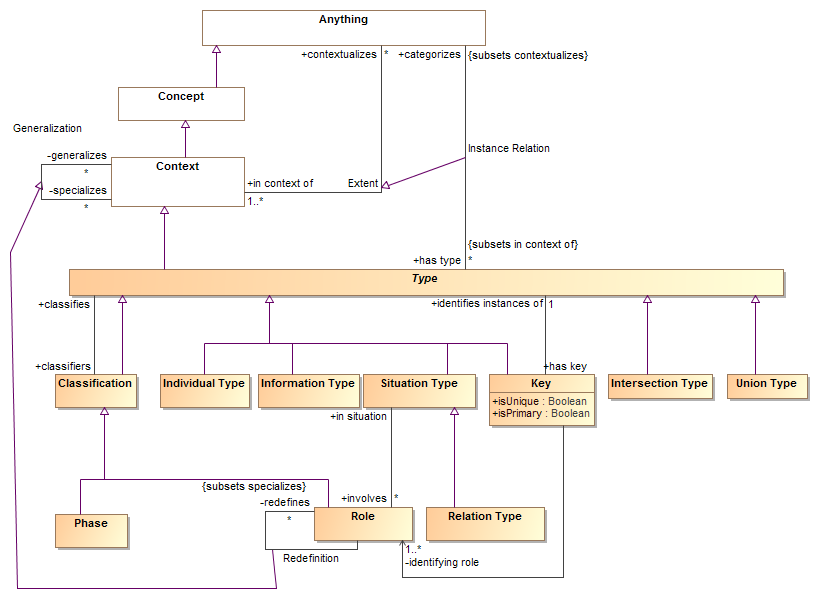 Anything
+contextualizes
*
+categorizes
{subsets contextualizes}
Concept
Generalization
-generalizes
*
-specializes
*
Context
+in context of
1..*
Extent
Instance Relation
{subsets in context of}
+has type
*
Type
+classifies
+identifies instances of
1
+classifiers
+has key
Classification
Individual Type
Information Type
Situation Type
Key
+isUnique : Boolean
+isPrimary : Boolean
Intersection Type
Union Type
+in situation
{subsets specializes}
-redefines
*
+involves
*
Phase
Role
Relation Type
Redefinition
1..*
-identifying role